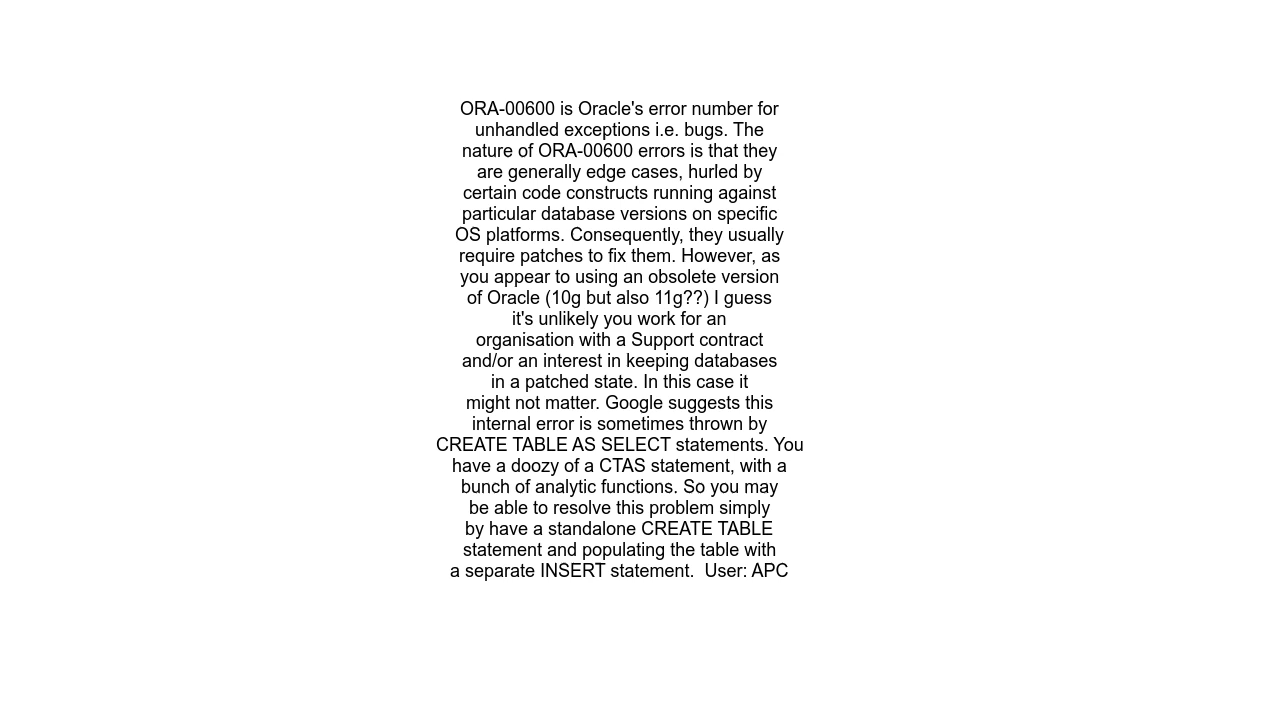 ORA-00600 is Oracle's error number for
unhandled exceptions i.e. bugs. The
nature of ORA-00600 errors is that they
are generally edge cases, hurled by
certain code constructs running against
particular database versions on specific
OS platforms. Consequently, they usually
require patches to fix them. However, as
you appear to using an obsolete version
of Oracle (10g but also 11g??) I guess
it's unlikely you work for an
organisation with a Support contract
and/or an interest in keeping databases
in a patched state. In this case it
might not matter. Google suggests this
internal error is sometimes thrown by
CREATE TABLE AS SELECT statements. You
have a doozy of a CTAS statement, with a
bunch of analytic functions. So you may
be able to resolve this problem simply
by have a standalone CREATE TABLE
statement and populating the table with
a separate INSERT statement.  User: APC